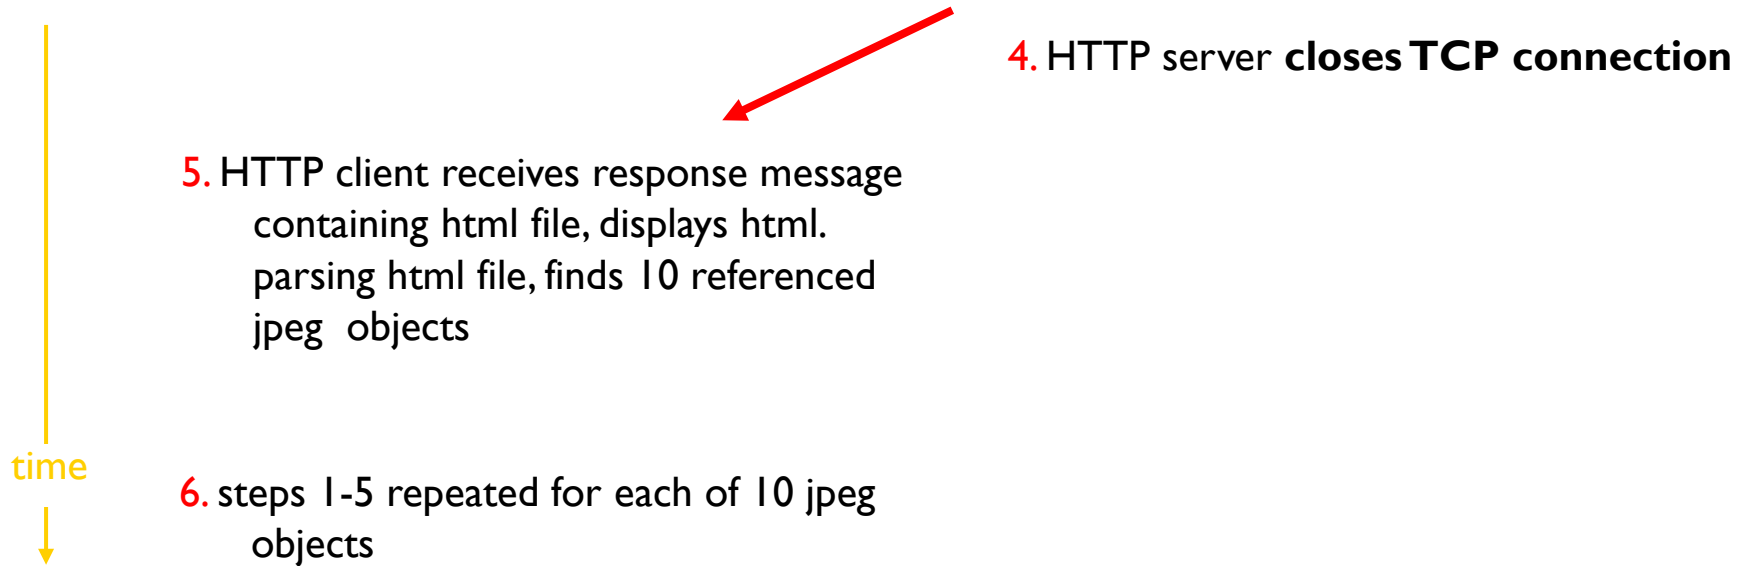 4. HTTP server closes TCP connection
5. HTTP client receives response message
containing html file, displays html.
parsing html file, finds 10 referenced
jpeg objects
time
6. steps 1-5 repeated for each of 10 jpeg
objects